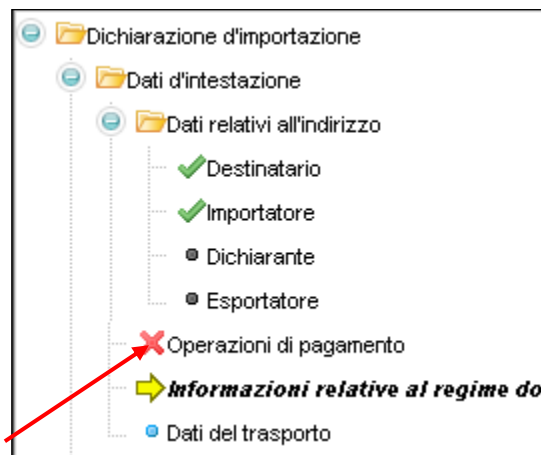 Dichiarazione d'importazione
Dati d'intestazione
Dati relativi all'indirizzo
Destinatario
Importatore
Dichiarante
Esportatore
Operazioni di pagamento
Informazioni relative al regime do
Dati del trasporto